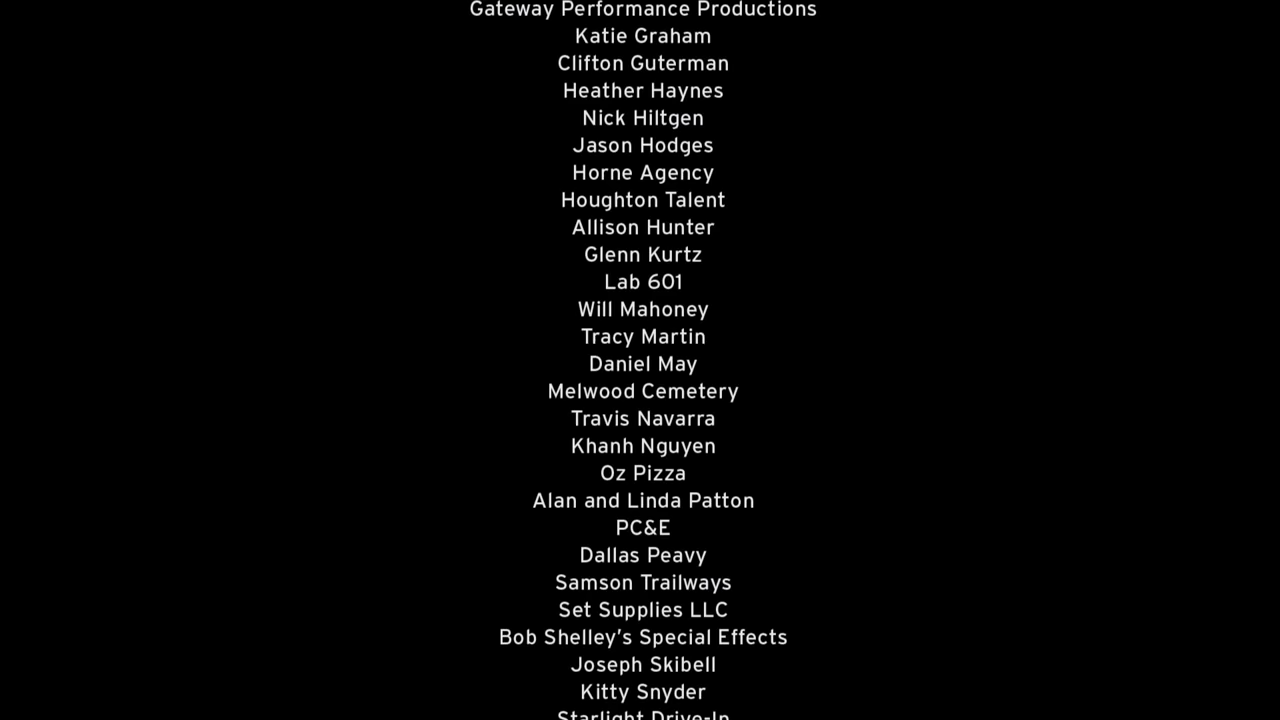 Gateway Performance Productions
Katie Graham
Clifton Guterman
Heather Haynes
Nick Hiltgen
Jason Hodges
Horne Agency
Houghton Talent
Allison Hunter
Glenn Kurtz
Lab 601
Will Mahoney
Tracy Martin
Daniel May
Melwood Cemetery
Travis Navarra
Khanh Nguyen
Oz Pizza
Alan and Linda Patton
PC&E
Dallas Peavy
Samson Trailways
Set Supplies LLC
Bob Shelley's Special Effects
Joseph Skibell
Kitty Snyder
Starlight Drive-In